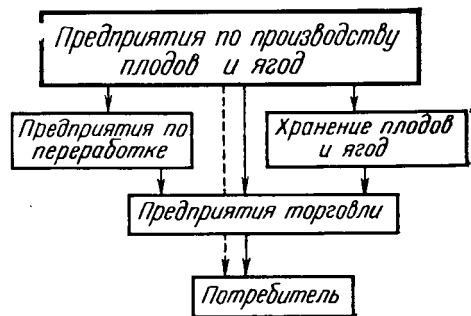 Предприятия по производству
плодов и ягод
Предприятия по
переработке
Хранение плодов
и ягод
Предприятия торговли
Потребитель